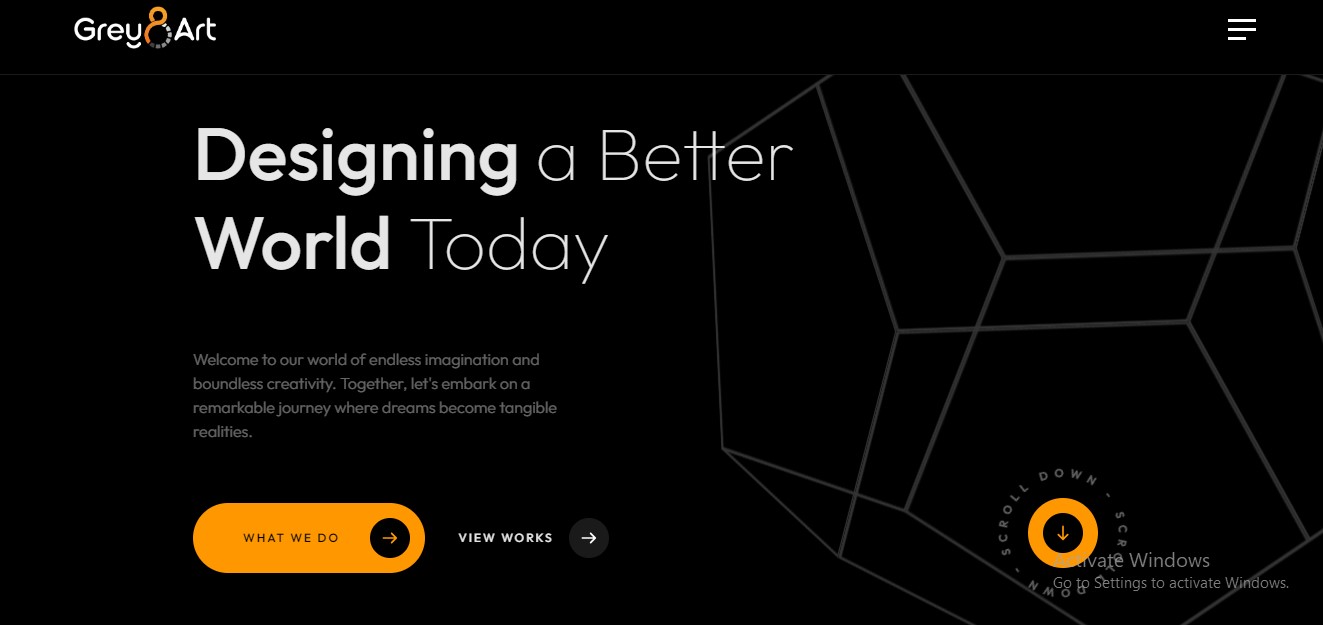 Grey8Art
Designing a Better
World Today
Welcome to our world of endless imagination and
boundless creativity. Together, let's embark on a
remarkable journey where dreams become tangible
realities.
WHAT WE DO
VIEW WORKS
SCROLL DOWN - SCROLL DOWN -
Activate Windows
Go to Settings to activate Windows.